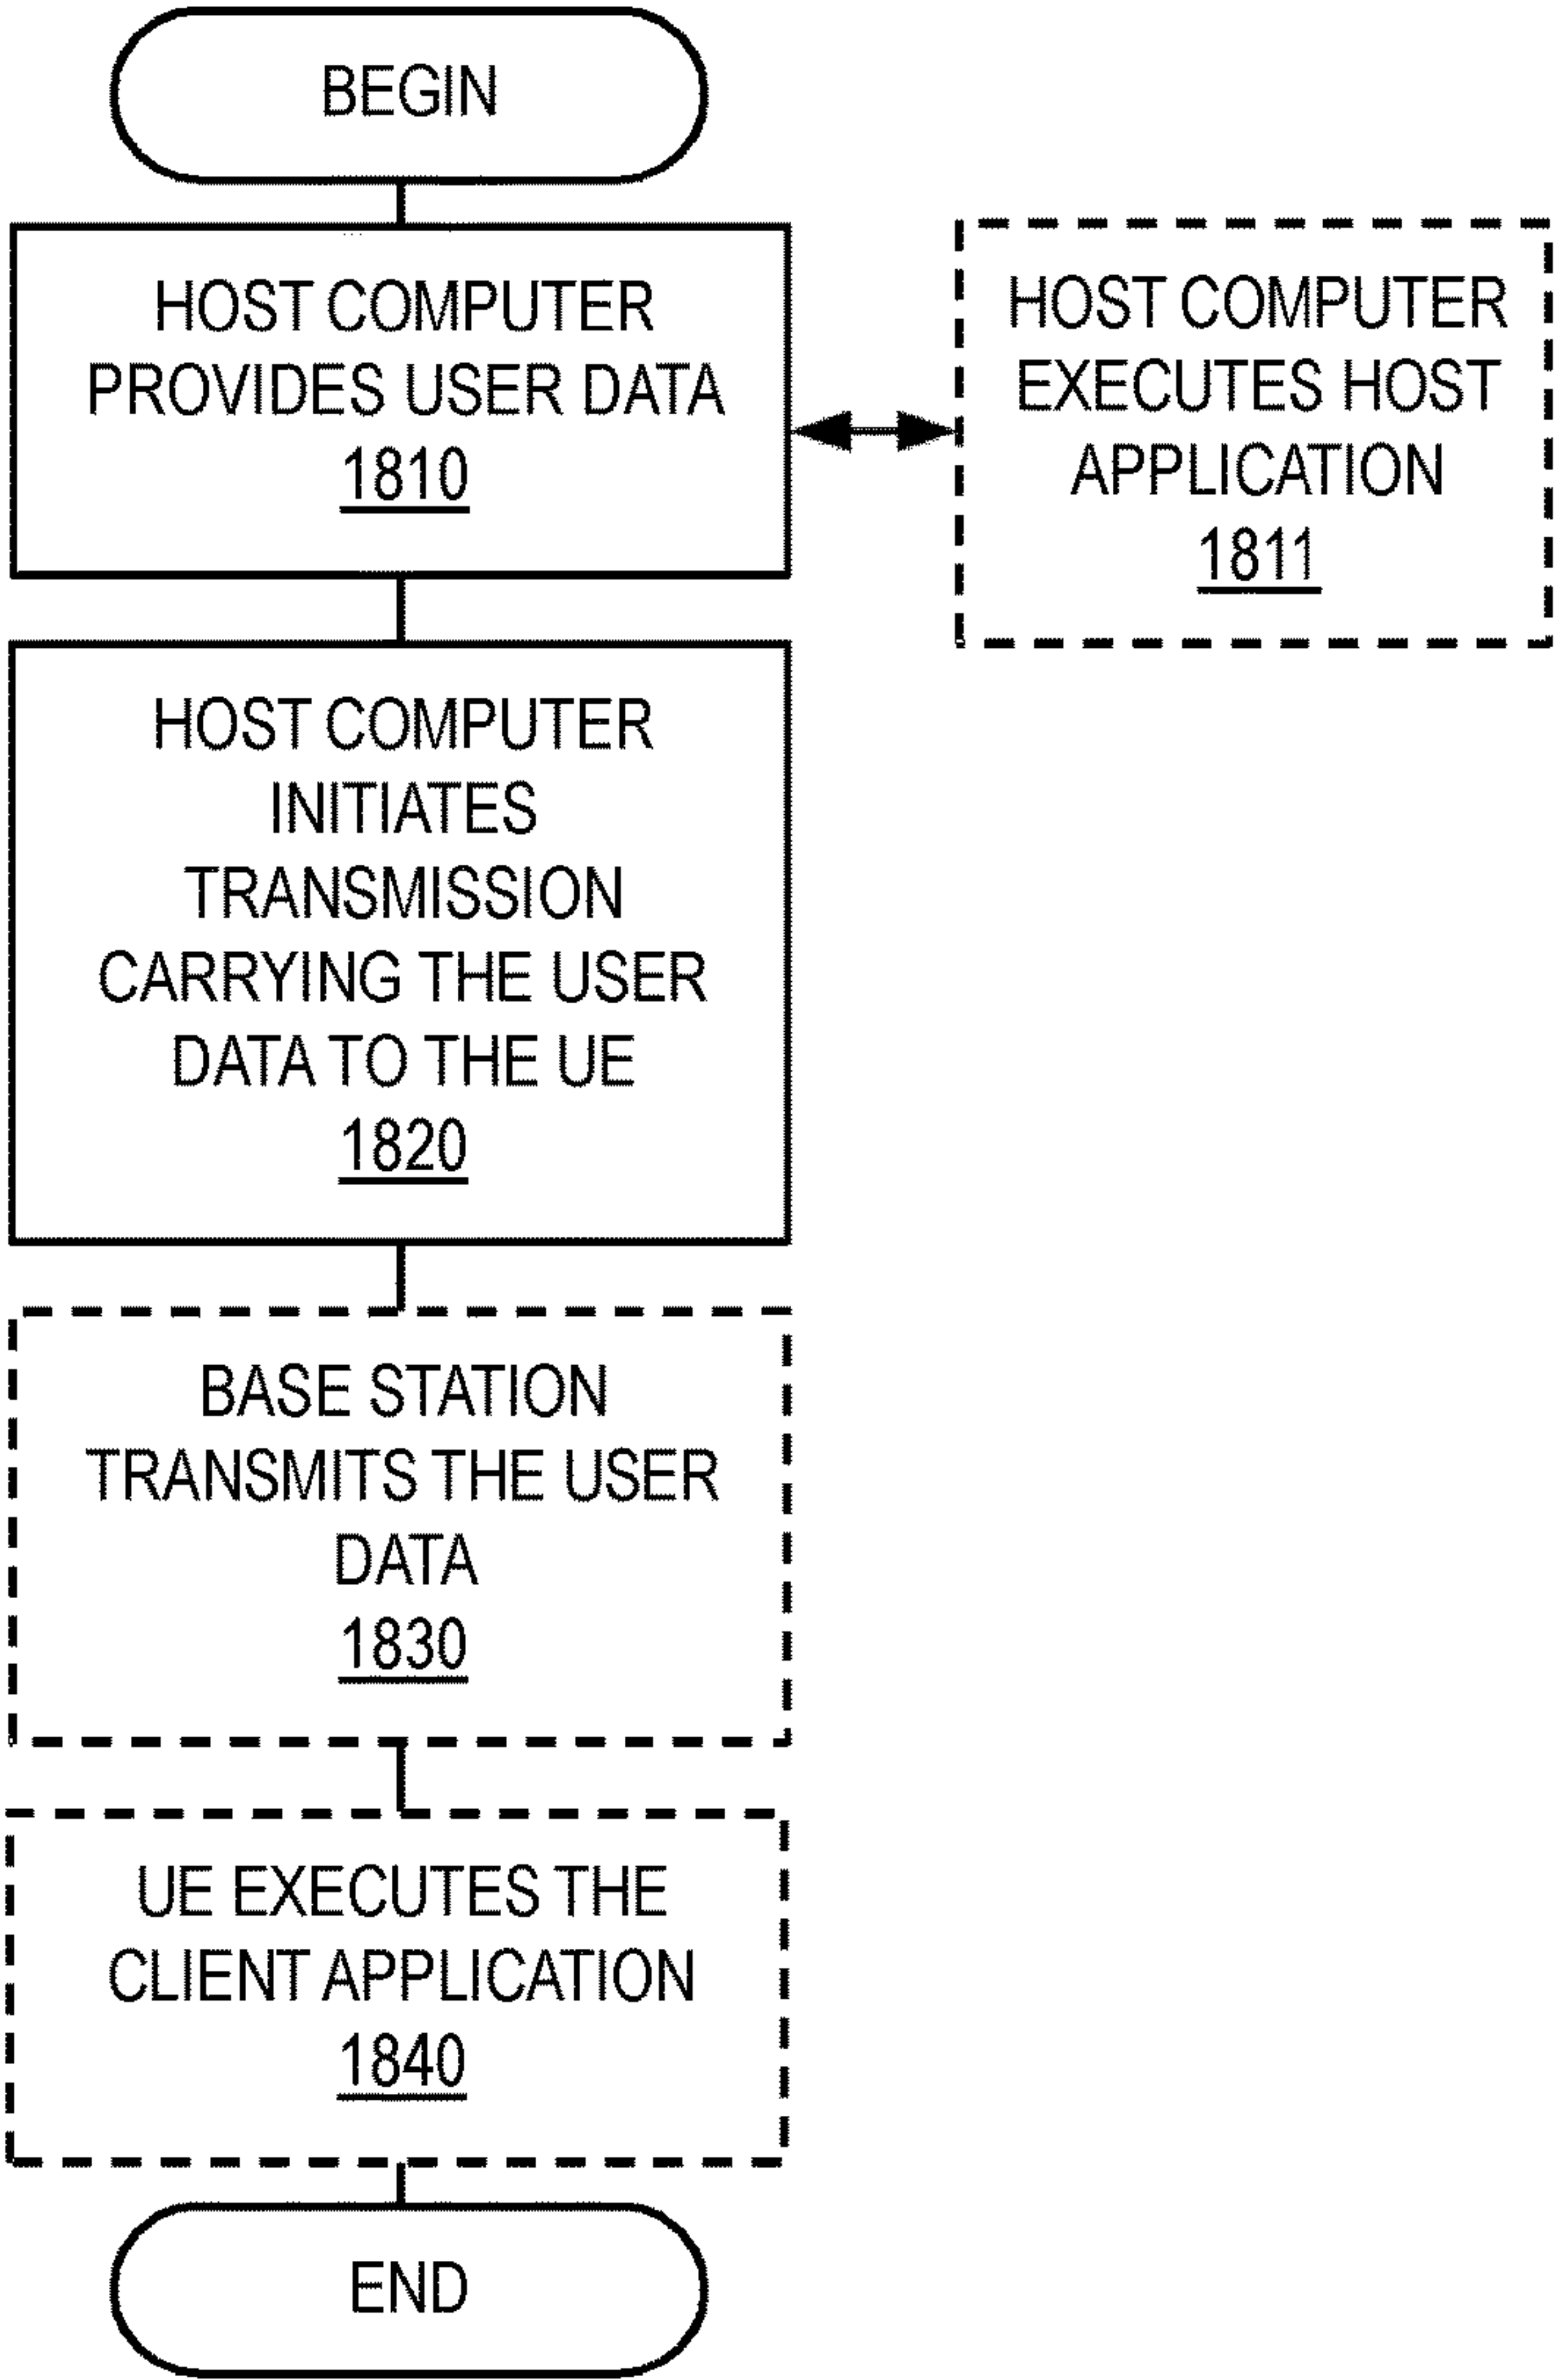 BEGIN
HOST COMPUTER
PROVIDES USER DATA
1810
HOST COMPUTER
EXECUTES HOST
APPLICATION
1811
HOST COMPUTER
INITIATES
TRANSMISSION
CARRYING THE USER
DATA TO THE UE
1820
BASE STATION
TRANSMITS THE USER
DATA
1830
UE EXECUTES THE
CLIENT APPLICATION
1840
END